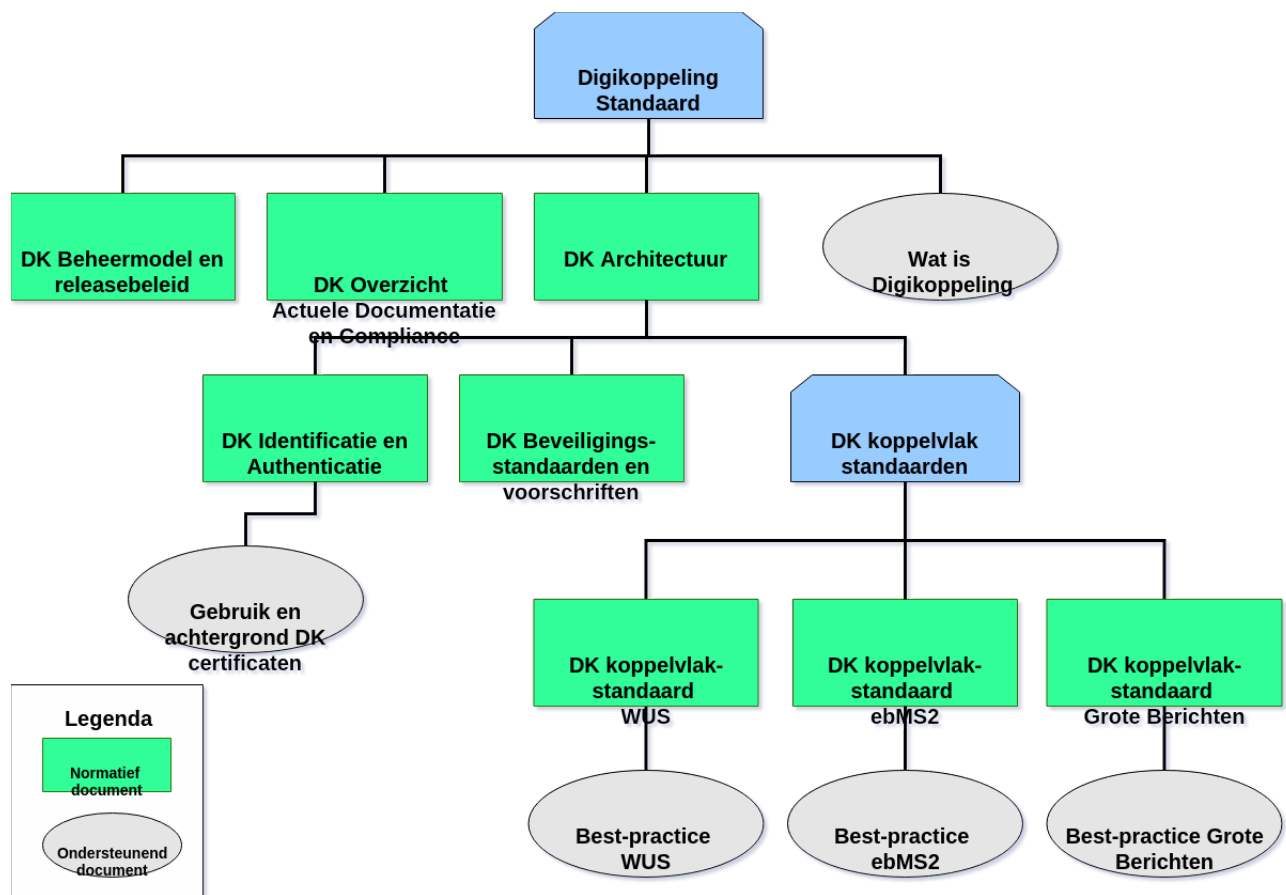 Digikoppeling
Standaard
DK Beheermodel en
releasebeleid
DK Overzicht
Actuele Documentatie
en Compliance
DK Architectuur
Wat is
Digikoppeling
DK Identificatie en
Authenticatie
DK Beveiligings-
standaarden en
voorschriften
DK koppelvlak
standaarden
Gebruik en
achtergrond DK
certificaten
DK koppelvlak-
standaard
WUS
DK koppelvlak-
standaard
ebMS2
DK koppelvlak-
standaard
Grote Berichten
Best-practice
WUS
Best-practice
ebMS2
Best-practice Grote
Berichten
Legenda
Normatief
document
Ondersteunend
document